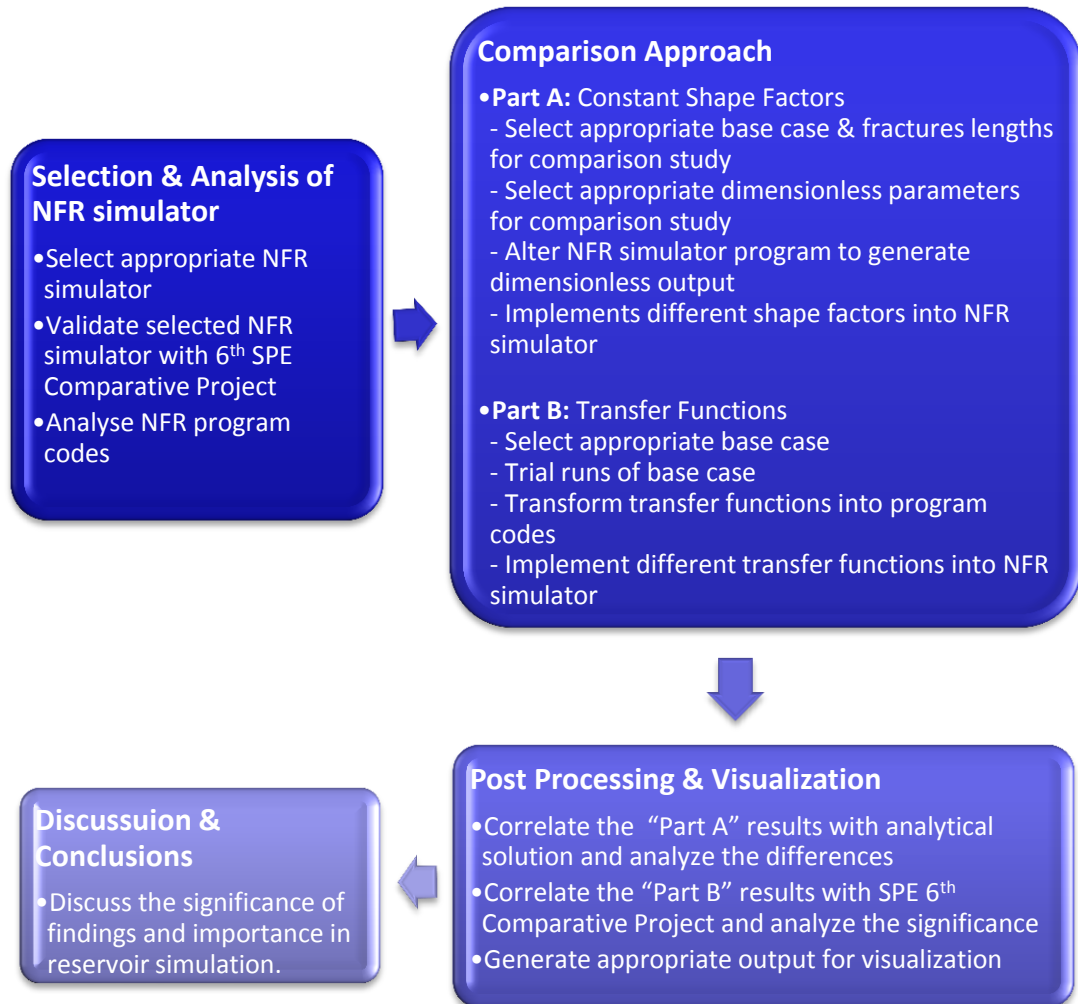 Selection & Analysis of
NFR simulator
•Select appropriate NFR
simulator
•Validate selected NFR
simulator with 6th SPE
Comparative Project
•Analyse NFR program
codes
Comparison Approach
•Part A: Constant Shape Factors
- Select appropriate base case & fractures lengths
for comparison study
- Select appropriate dimensionless parameters
for comparison study
- Alter NFR simulator program to generate
dimensionless output
- Implements different shape factors into NFR
simulator
•Part B: Transfer Functions
- Select appropriate base case
- Trial runs of base case
- Transform transfer functions into program
codes
- Implement different transfer functions into NFR
simulator
Post Processing & Visualization
•Correlate the “Part A” results with analytical
solution and analyze the differences
•Correlate the “Part B” results with SPE 6th
Comparative Project and analyze the significance
•Generate appropriate output for visualization
Discussuion &
Conclusions
•Discuss the significance of
findings and importance in
reservoir simulation.